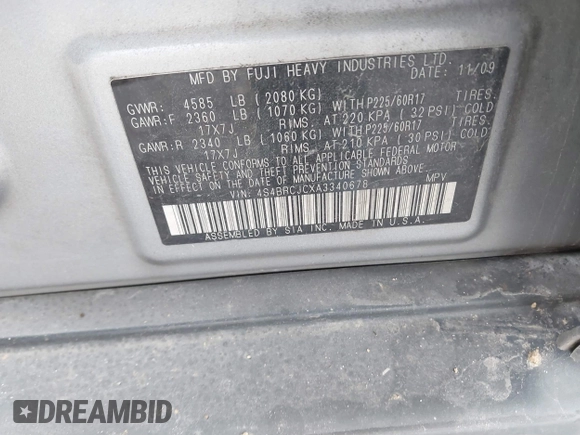 MFD BY FUJI HEAVY INDUSTRIES LTD.
DATE: 11/09
GVWR: 4585 LB (2080 KG)
GAWR:F 2360 LB (1070 KG) WITH P225/60R17 TIRES.
17X7J RIMS. AT 220 KPA (32 PSI) COLD
GAWR:R 2340 LB (1060 KG) WITH P225/60R17 TIRES.
17X7J RIMS. AT 210 KPA (30 PSI) COLD
THIS VEHICLE CONFORMS TO ALL APPLICABLE FEDERAL MOTOR
VEHICLE SAFETY AND THEFT PREVENTION STANDARDS IN EFFECT ON
THE DATE OF MANUFACTURE SHOWN ABOVE.
VIN: 4S4BRCJCXA3340678 MPV
ASSEMBLED BY SIA INC. MADE IN U.S.A.
DREAMBID